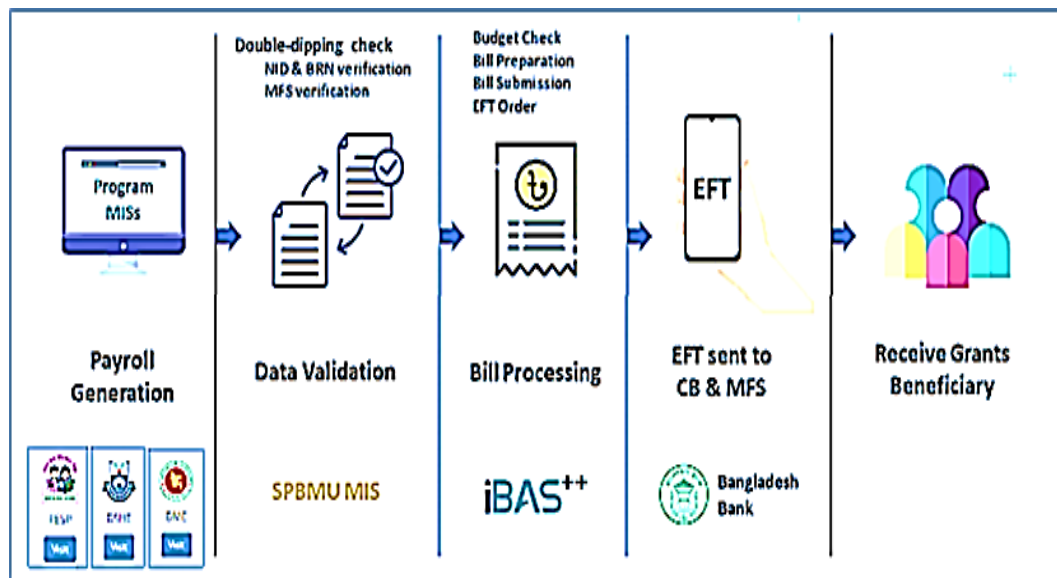 Double-dipping check
NID & BRN verification
MFS verification
Budget Check
Bill Preparation
Bill Submission
EFT Order
Program
MISs
৳
EFT
Payroll
Generation
Data Validation
Bill Processing
EFT sent to
CB & MFS
Receive Grants
Beneficiary
SPBMU MIS
iBAS++
Bangladesh
Bank